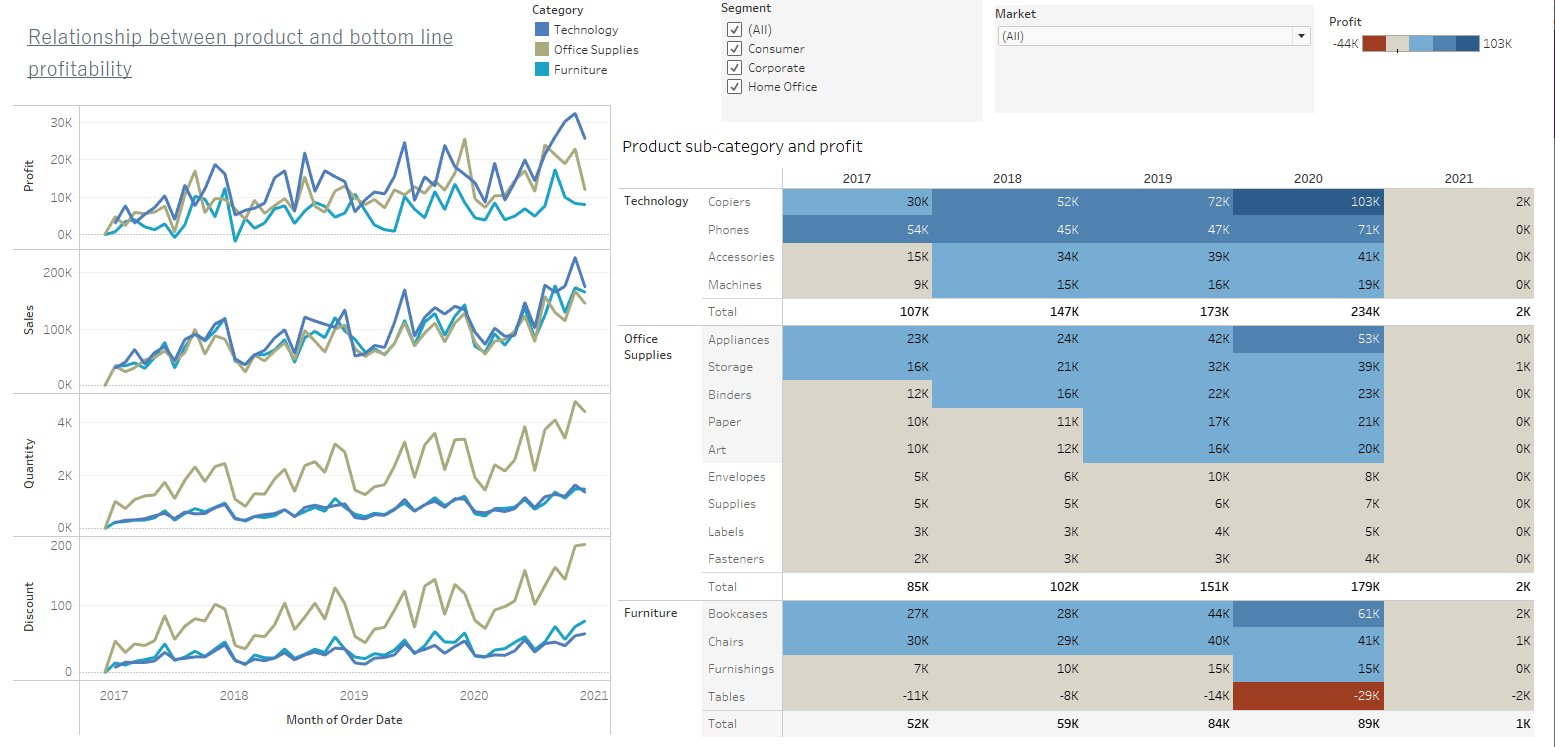 Relationship between product and bottom line
profitability
Category
Technology
Office Supplies
Furniture
Segment
(All)
Consumer
Corporate
Home Office
Market
(All)
Profit
-44K 103K
Profit
30K
20K
10K
0K
Sales
200K
100K
0K
Quantity
4K
2K
0K
Discount
200
100
0
2017 2018 2019 2020 2021
Month of Order Date
Product sub-category and profit
2017 2018 2019 2020 2021
Technology Copiers 30K 52K 72K 103K 2K
Phones 54K 45K 47K 71K 0K
Accessories 15K 34K 39K 41K 0K
Machines 9K 15K 16K 19K 0K
Total 107K 147K 173K 234K 2K
Office
Supplies
Appliances 23K 24K 42K 53K 0K
Storage 16K 21K 32K 39K 1K
Binders 12K 16K 22K 23K 0K
Paper 10K 11K 17K 21K 0K
Art 10K 12K 16K 20K 0K
Envelopes 5K 6K 10K 8K 0K
Supplies 5K 5K 6K 7K 0K
Labels 3K 3K 4K 5K 0K
Fasteners 2K 3K 3K 4K 0K
Total 85K 102K 151K 179K 2K
Furniture Bookcases 27K 28K 44K 61K 2K
Chairs 30K 29K 40K 41K 1K
Furnishings 7K 10K 15K 15K 0K
Tables -11K -8K -14K -29K -2K
Total 52K 59K 84K 89K 1K